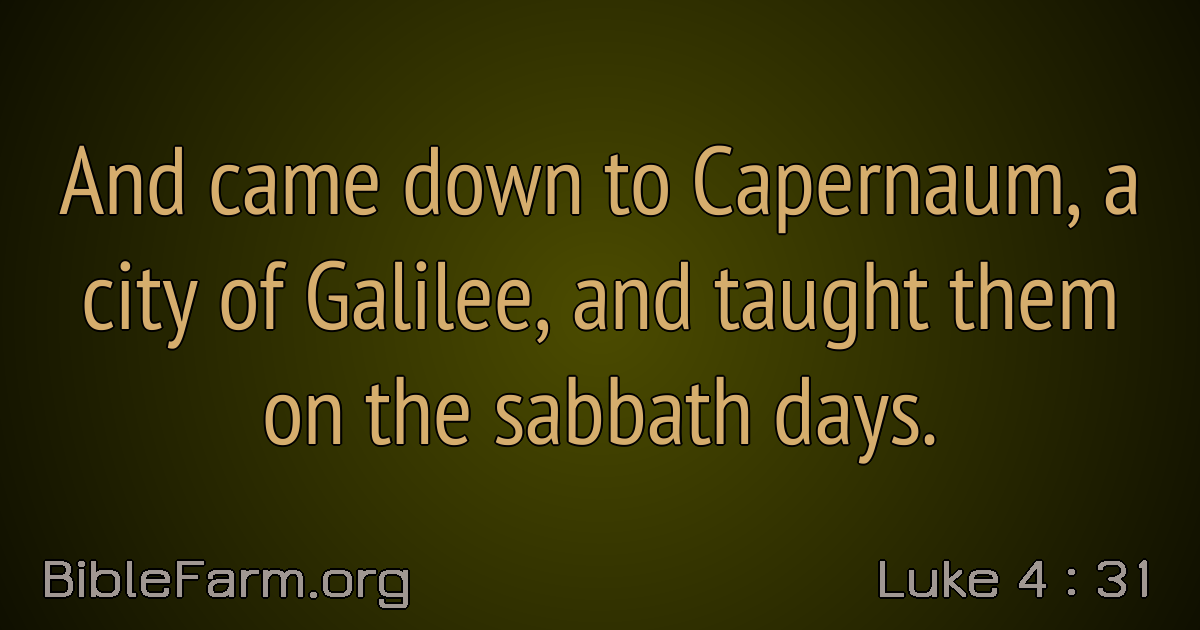 And came down to Capernaum, a
city of Galilee, and taught them
on the sabbath days.
BibleFarm.org
Luke 4 : 31